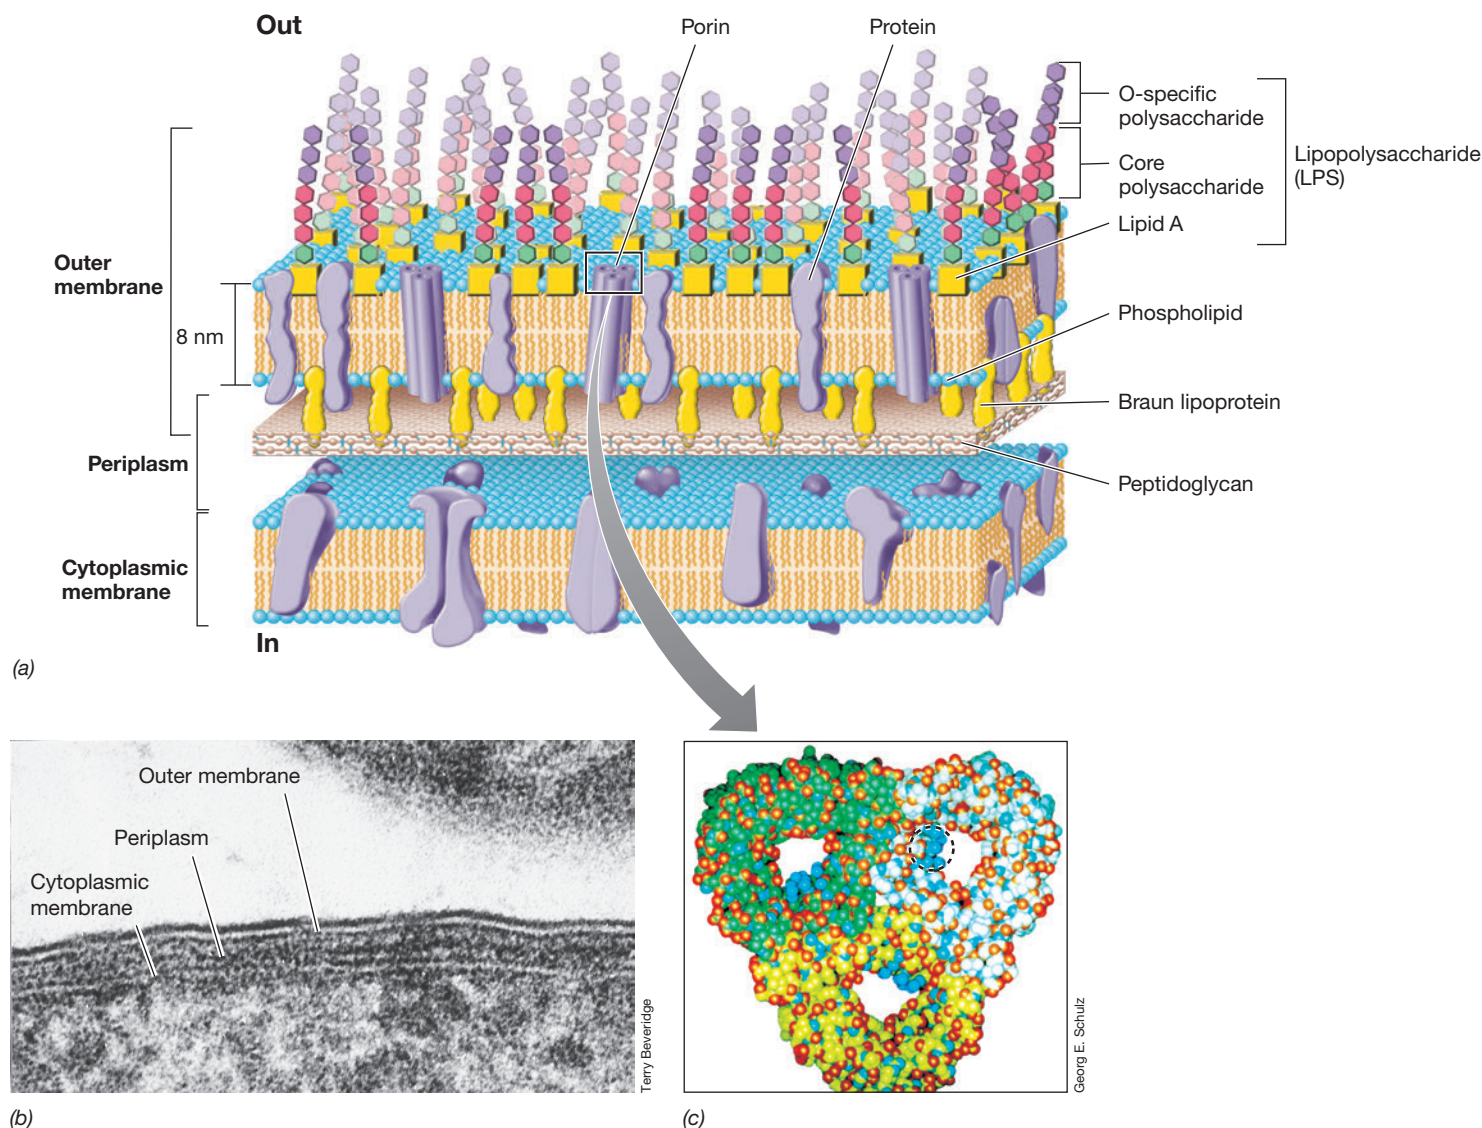 Out
Porin
Protein
O-specific
polysaccharide
Core
polysaccharide
Lipopolysaccharide
(LPS)
Lipid A
Outer
membrane
8 nm
Phospholipid
Braun lipoprotein
Periplasm
Peptidoglycan
Cytoplasmic
membrane
In
(a)
Outer membrane
Periplasm
Cytoplasmic
membrane
Terry Beveridge
(b)
Georg E. Schulz
(c)